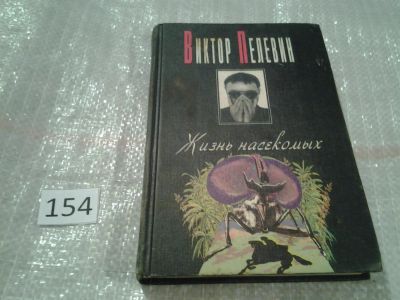 Виктор Пелевин
Жизнь насекомых
154